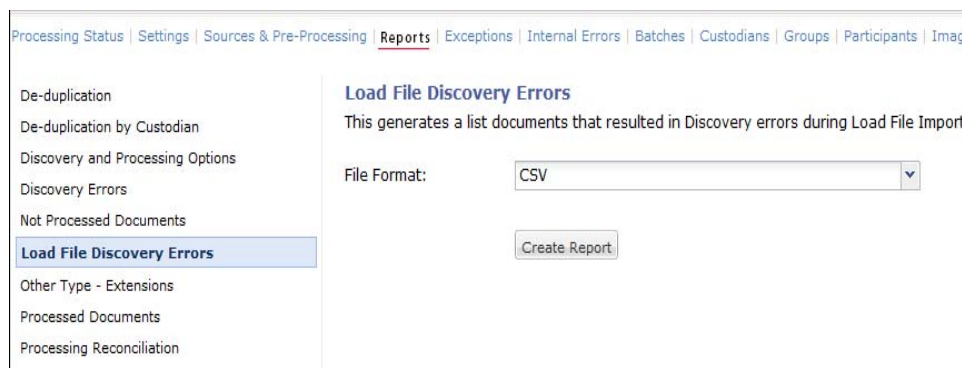 Processing Status | Settings | Sources & Pre-Processing | Reports | Exceptions | Internal Errors | Batches | Custodians | Groups | Participants | Imag
De-duplication
De-duplication by Custodian
Discovery and Processing Options
Discovery Errors
Not Processed Documents
Load File Discovery Errors
Other Type - Extensions
Processed Documents
Processing Reconciliation
Load File Discovery Errors
This generates a list documents that resulted in Discovery errors during Load File Import
File Format: CSV
Create Report